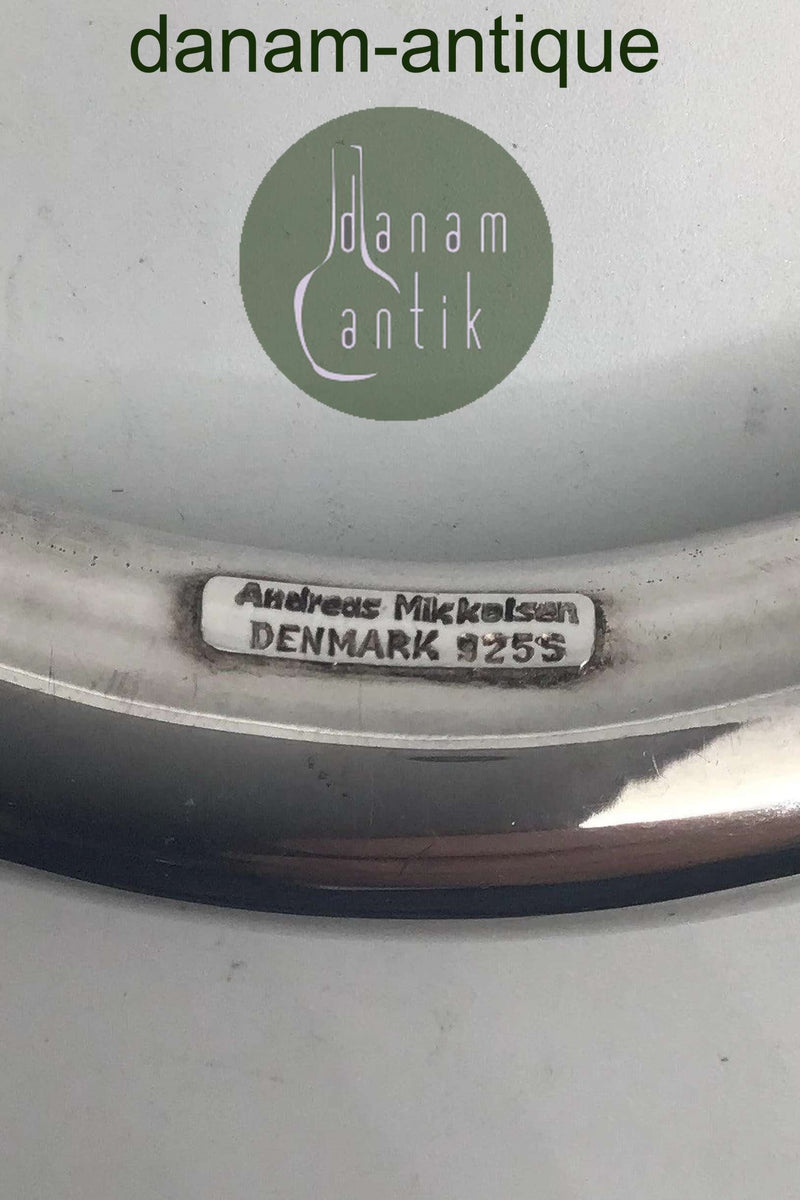 danam-antique
danam
antik
Andreas Mikkelsen
DENMARK 925S